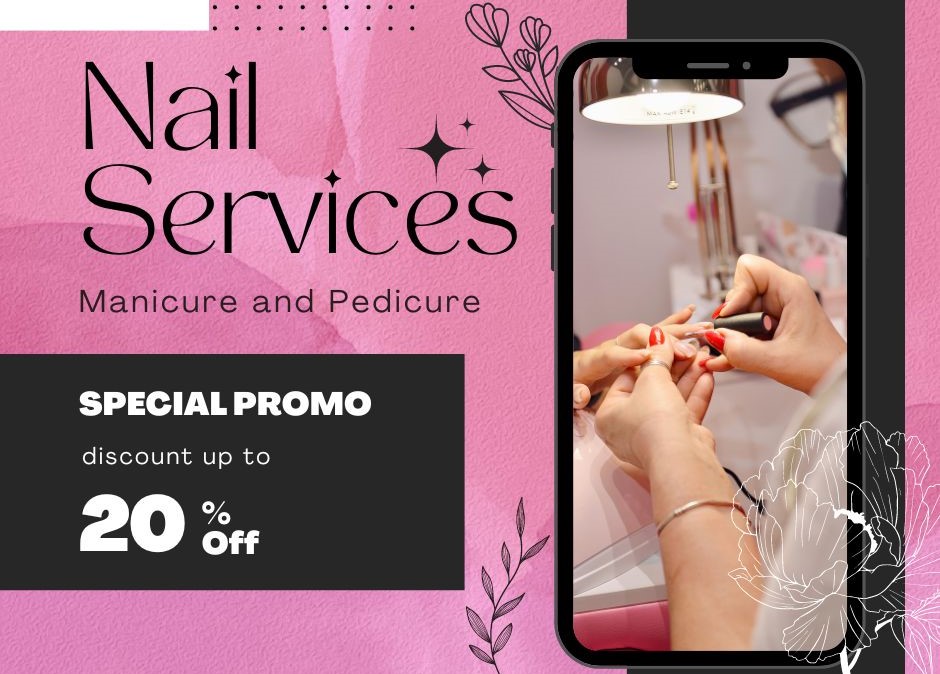 Nail
Services
Manicure and Pedicure
SPECIAL PROMO
discount up to
20 %
Off